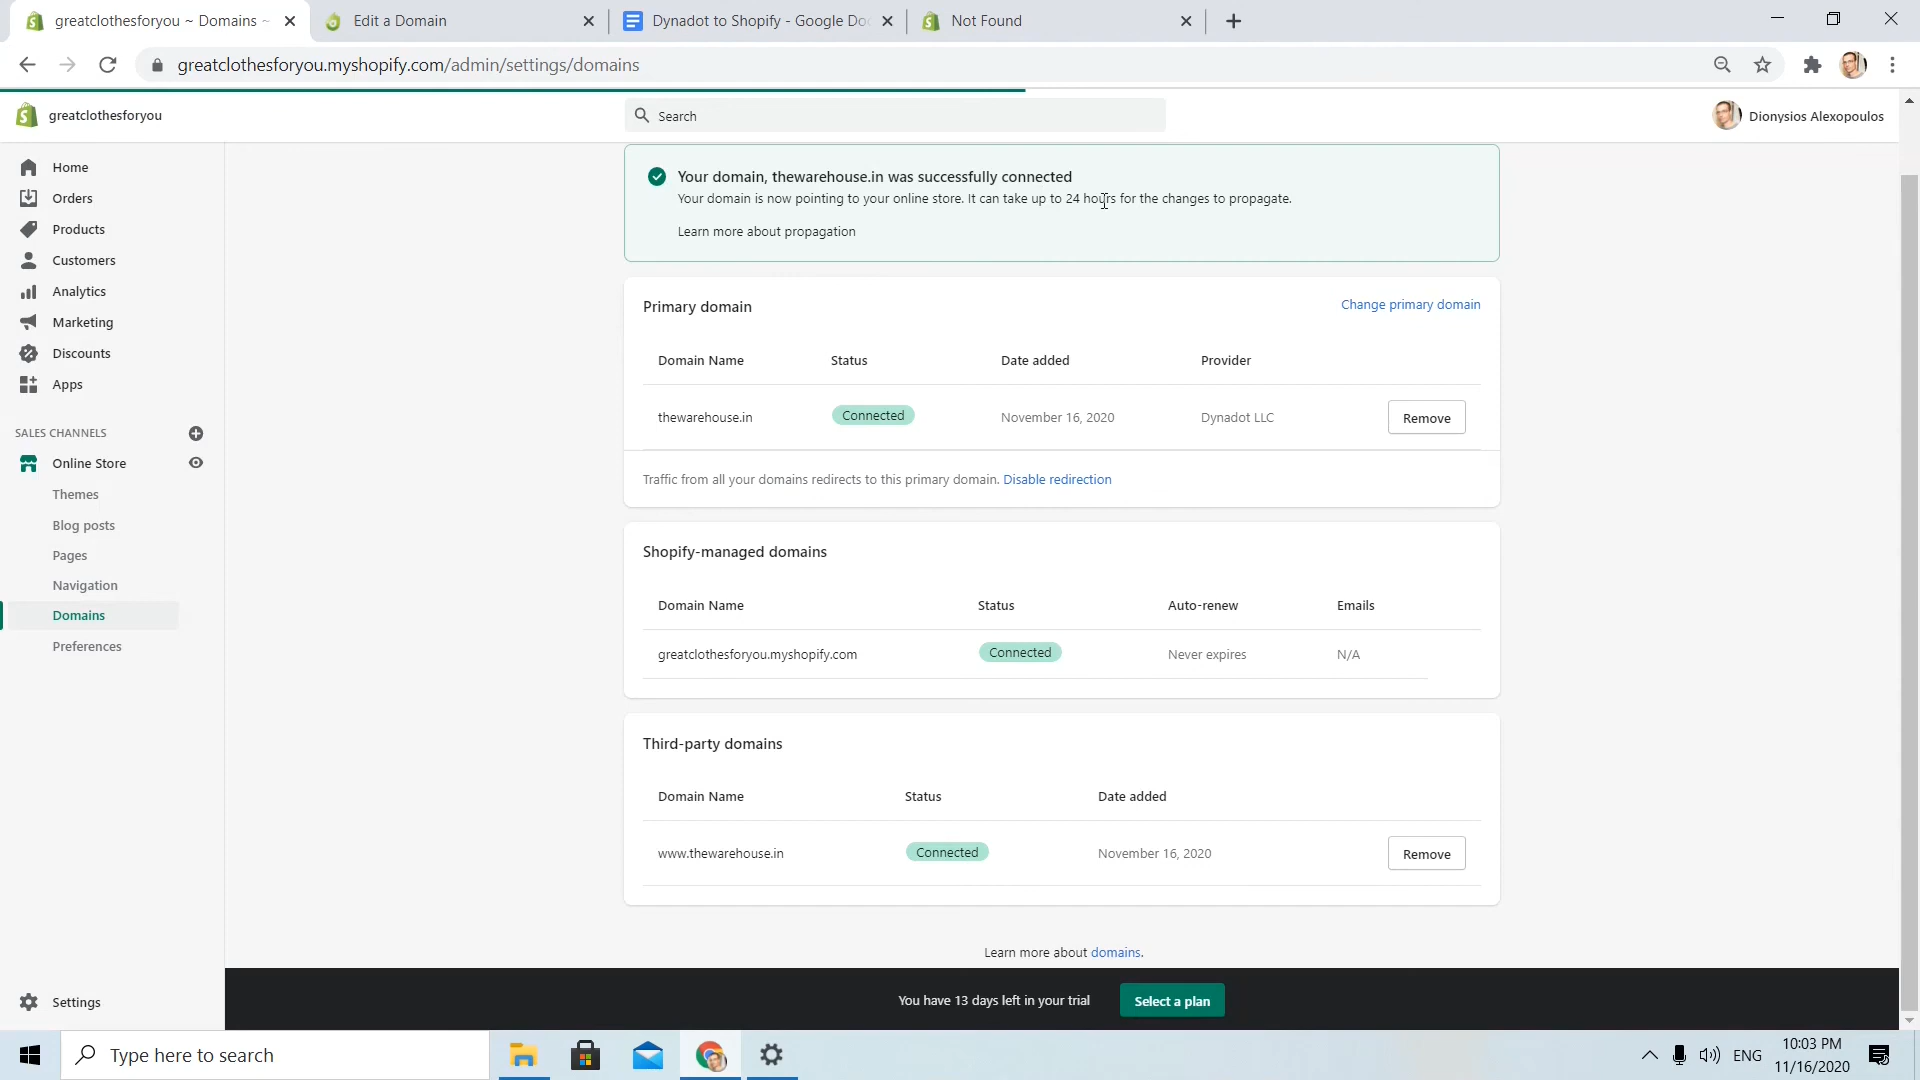 greatclothesforyou ~ Domains ~
Edit a Domain
Dynadot to Shopify - Google Doc
Not Found
greatclothesforyou.myshopify.com/admin/settings/domains
greatclothesforyou
Search
Dionysios Alexopoulos
Home
Orders
Products
Customers
Analytics
Marketing
Discounts
Apps
SALES CHANNELS
Online Store
Themes
Blog posts
Pages
Navigation
Domains
Preferences
Settings
Your domain, thewarehouse.in was successfully connected
Your domain is now pointing to your online store. It can take up to 24 hours for the changes to propagate.
Learn more about propagation
Primary domain
Change primary domain
Domain Name Status Date added Provider
thewarehouse.in Connected November 16, 2020 Dynadot LLC Remove
Traffic from all your domains redirects to this primary domain. Disable redirection
Shopify-managed domains
Domain Name Status Auto-renew Emails
greatclothesforyou.myshopify.com Connected Never expires N/A
Third-party domains
Domain Name Status Date added
www.thewarehouse.in Connected November 16, 2020 Remove
Learn more about domains.
You have 13 days left in your trial Select a plan
Type here to search
ENG
10:03 PM
11/16/2020